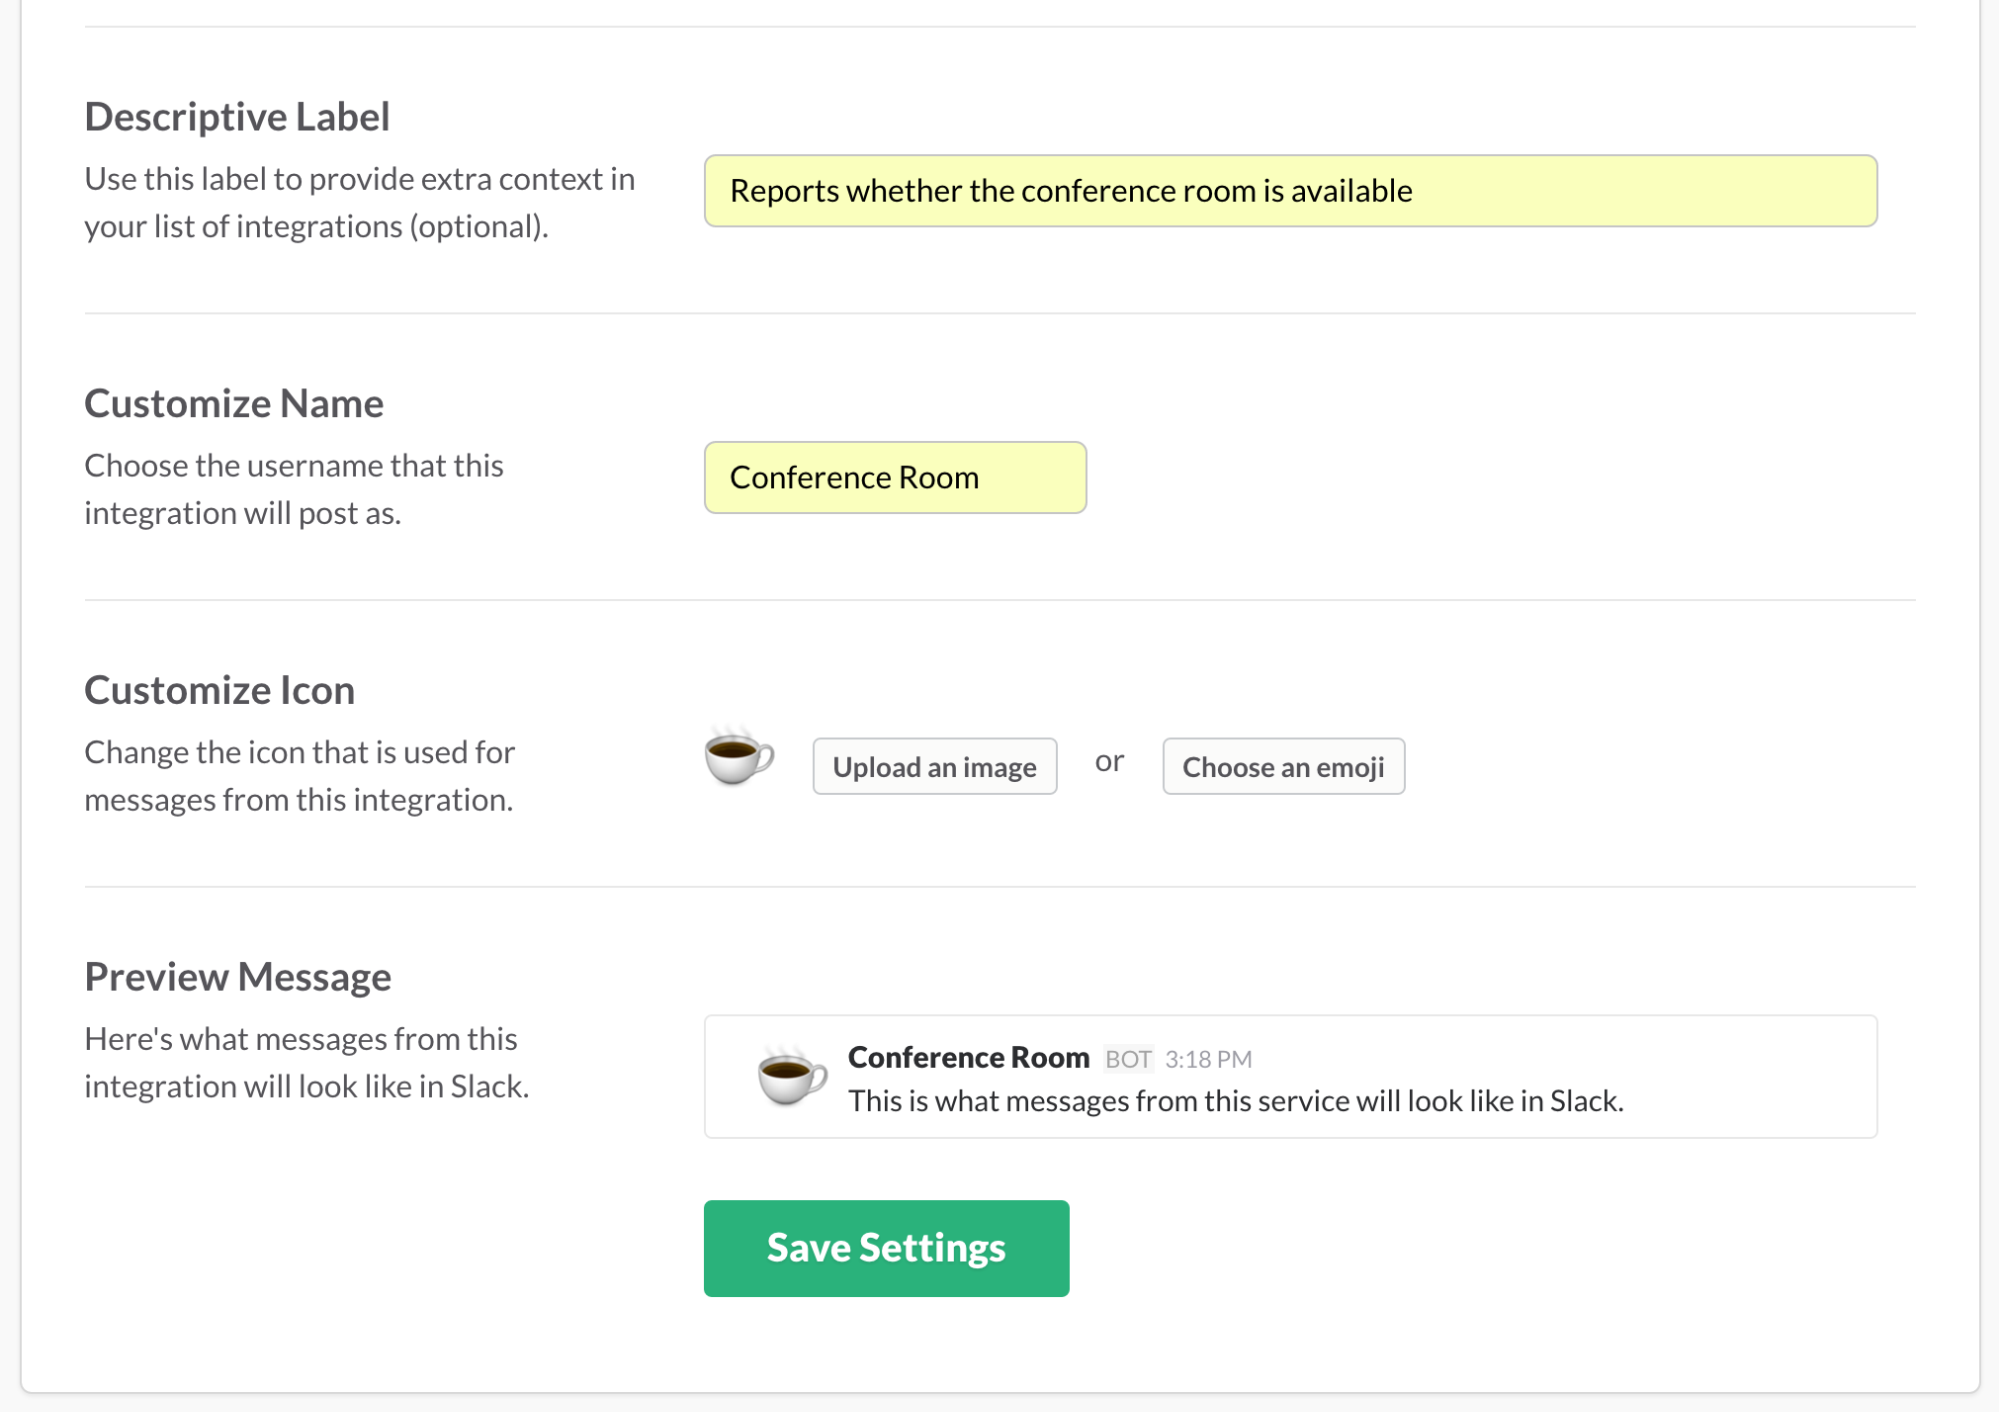 Descriptive Label
Use this label to provide extra context in
your list of integrations (optional).
Reports whether the conference room is available
Customize Name
Choose the username that this
integration will post as.
Conference Room
Customize Icon
Change the icon that is used for
messages from this integration.
Upload an image or Choose an emoji
Preview Message
Here's what messages from this
integration will look like in Slack.
Conference Room BOT 3:18 PM
This is what messages from this service will look like in Slack.
Save Settings